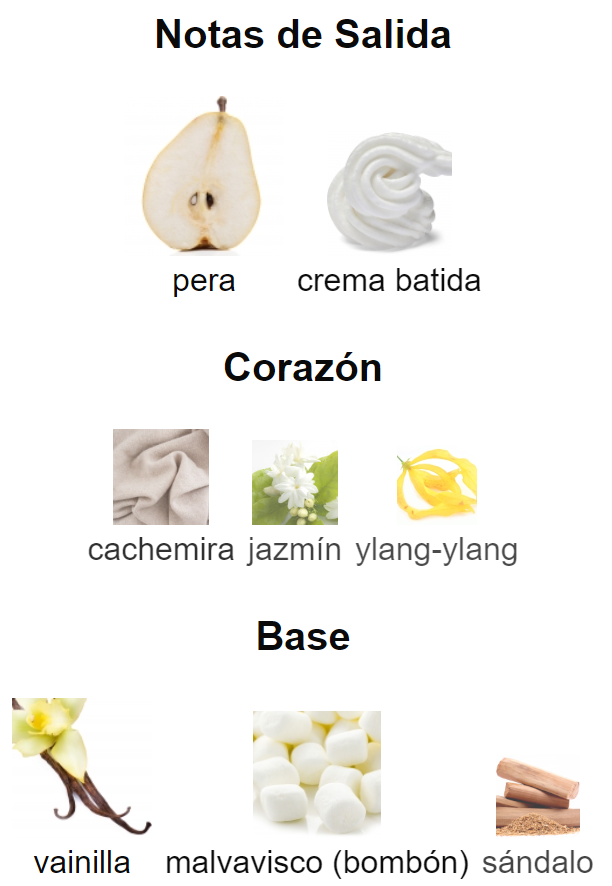 Notas de Salida
pera crema batida
Corazón
cachemira jazmín ylang-ylang
Base
vainilla malvavisco (bombón) sándalo